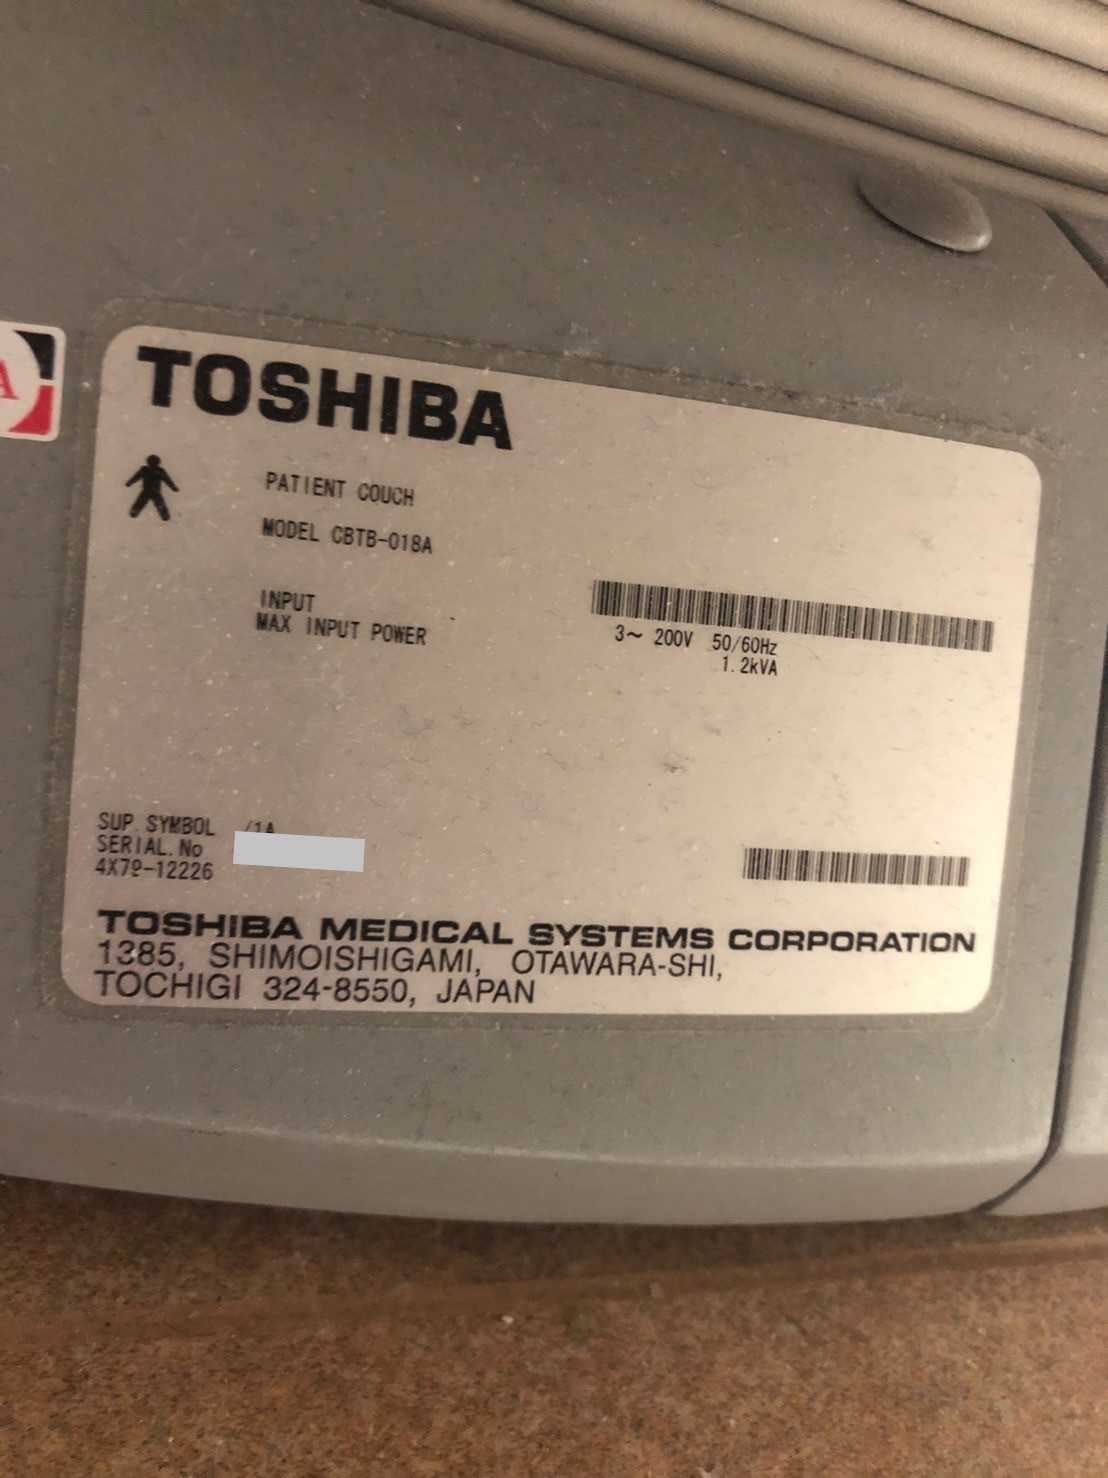 A
TOSHIBA
PATIENT COUCH
MODEL CBTB-018A
INPUT 3~ 200V 50/60Hz
MAX INPUT POWER 1.2kVA
SUP. SYMBOL /1A
SERIAL. No
4X79-12226
TOSHIBA MEDICAL SYSTEMS CORPORATION
1385, SHIMOISHIGAMI, OTAWARA-SHI,
TOCHIGI 324-8550, JAPAN